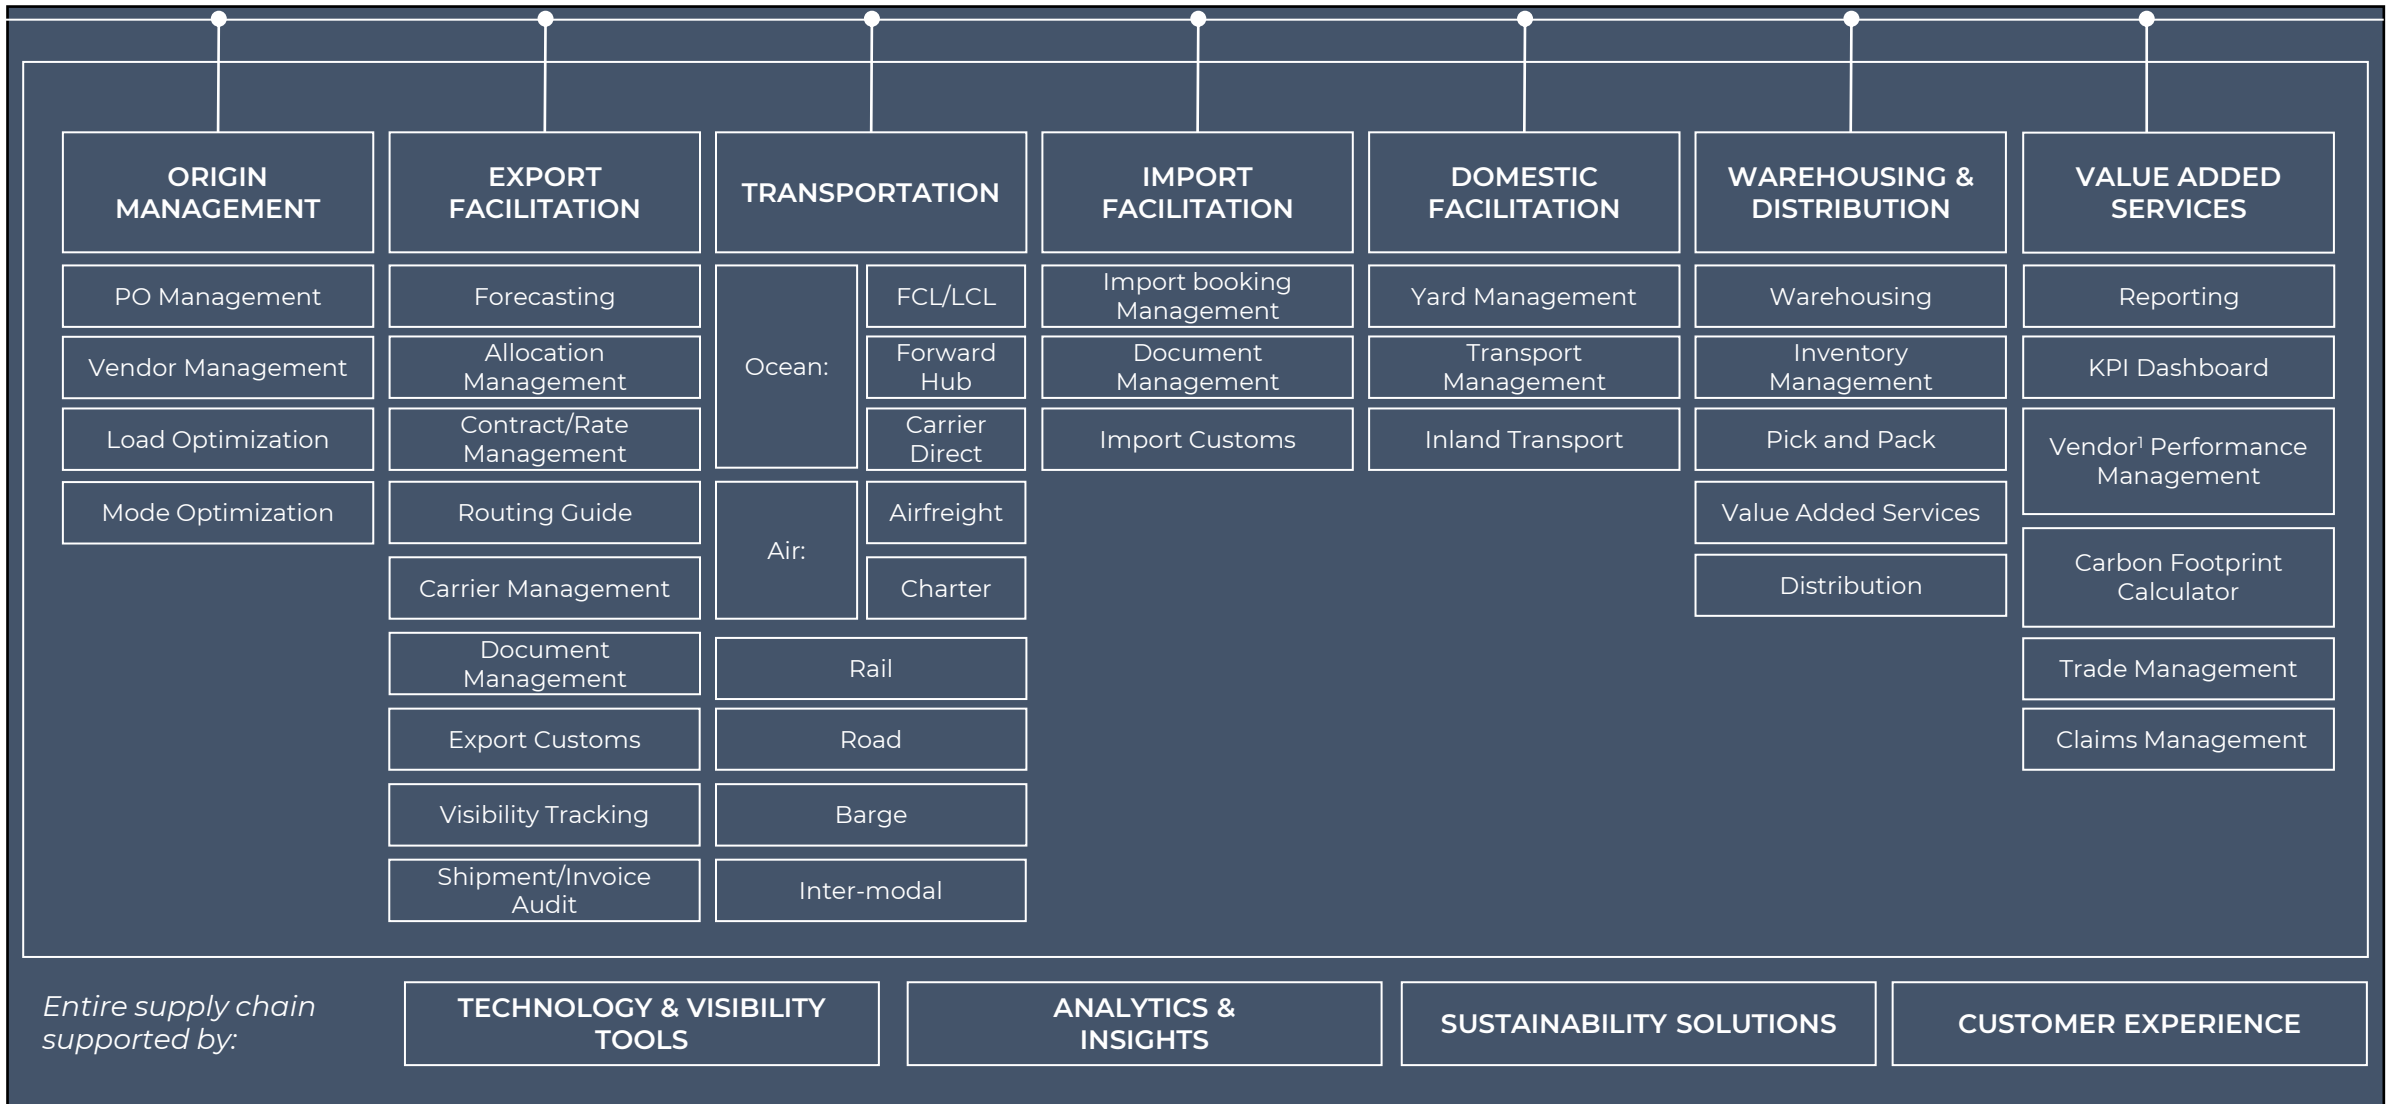 ORIGIN
MANAGEMENT
PO Management
Vendor Management
Load Optimization
Mode Optimization
EXPORT
FACILITATION
Forecasting
Allocation
Management
Contract/Rate
Management
Routing Guide
Carrier Management
Document
Management
Export Customs
Visibility Tracking
Shipment/Invoice
Audit
TRANSPORTATION
Ocean:
FCL/LCL
Forward
Hub
Carrier
Direct
Air:
Airfreight
Charter
Rail
Road
Barge
Inter-modal
IMPORT
FACILITATION
Import booking
Management
Document
Management
Import Customs
DOMESTIC
FACILITATION
Yard Management
Transport
Management
Inland Transport
WAREHOUSING &
DISTRIBUTION
Warehousing
Inventory
Management
Pick and Pack
Value Added Services
Distribution
VALUE ADDED
SERVICES
Reporting
KPI Dashboard
Vendor¹ Performance
Management
Carbon Footprint
Calculator
Trade Management
Claims Management
Entire supply chain
supported by:
TECHNOLOGY & VISIBILITY
TOOLS
ANALYTICS &
INSIGHTS
SUSTAINABILITY SOLUTIONS
CUSTOMER EXPERIENCE